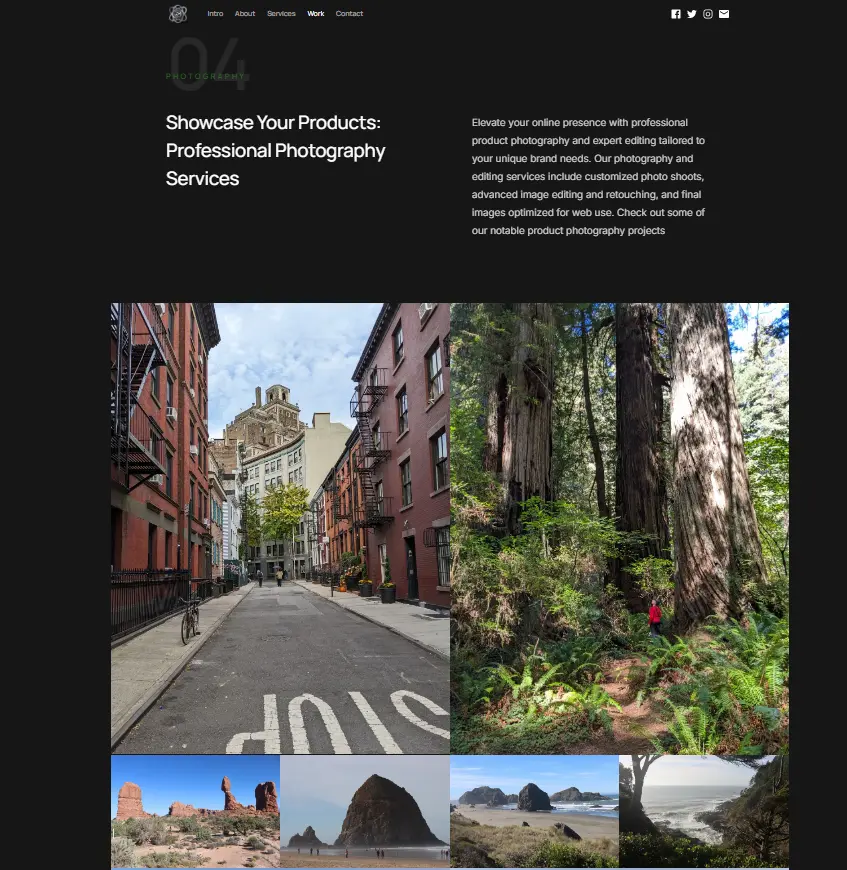 Intro About Services Work Contact
04
PHOTOGRAPHY
Showcase Your Products:
Professional Photography
Services
Elevate your online presence with professional
product photography and expert editing tailored to
your unique brand needs. Our photography and
editing services include customized photo shoots,
advanced image editing and retouching, and final
images optimized for web use. Check out some of
our notable product photography projects
STOP